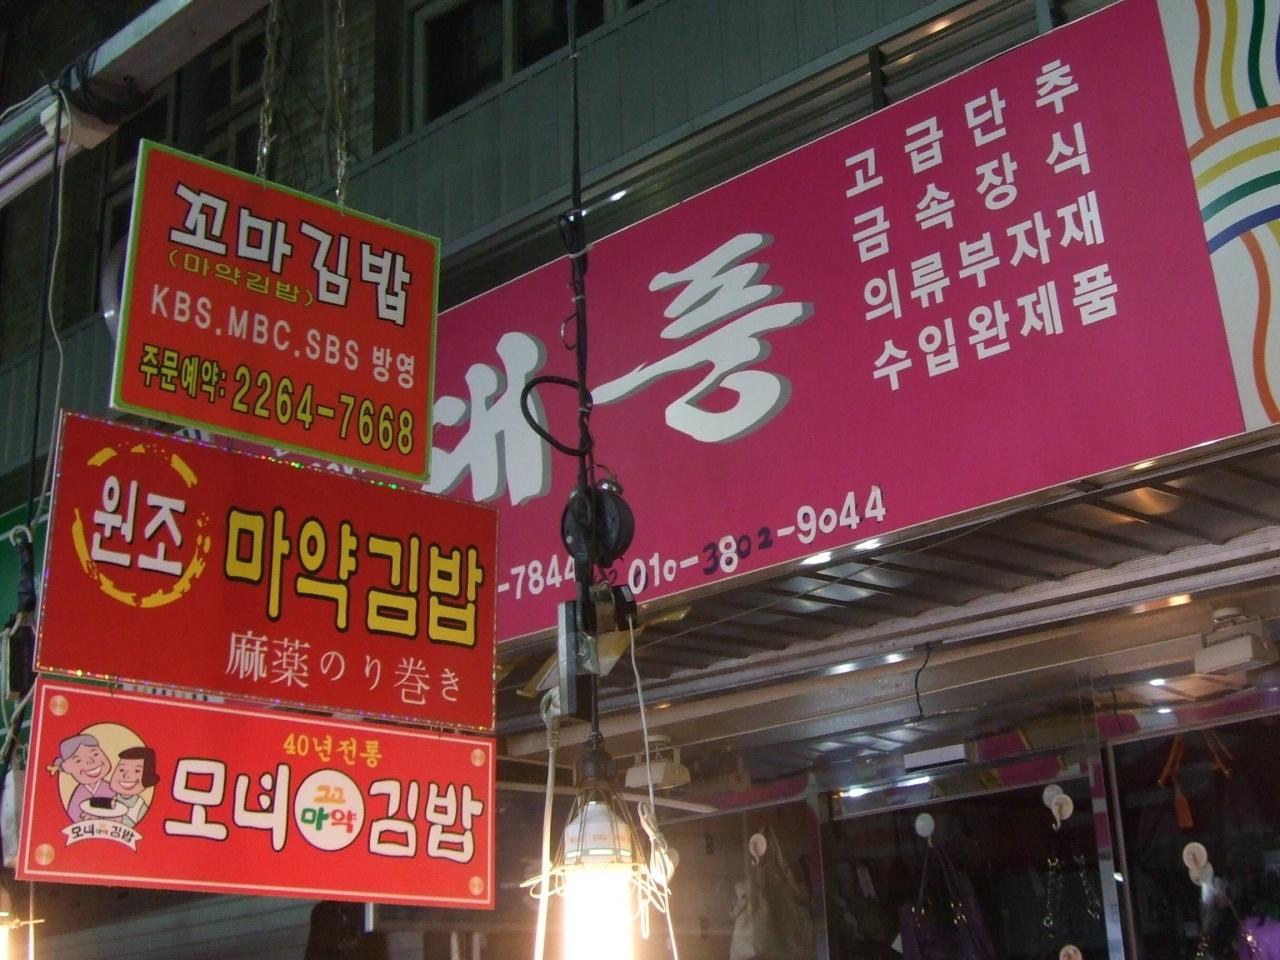 꼬마김밥
(마약김밥)
KBS.MBC.SBS 방영
주문예약: 2264-7668
원조
마약김밥
麻薬のり巻き
40년전통
모녀
꼬
마약
김밥
모녀 김밥
대풍
-7844
010-3802-9044
고급단추
금속장식
의류부자재
수입완제품